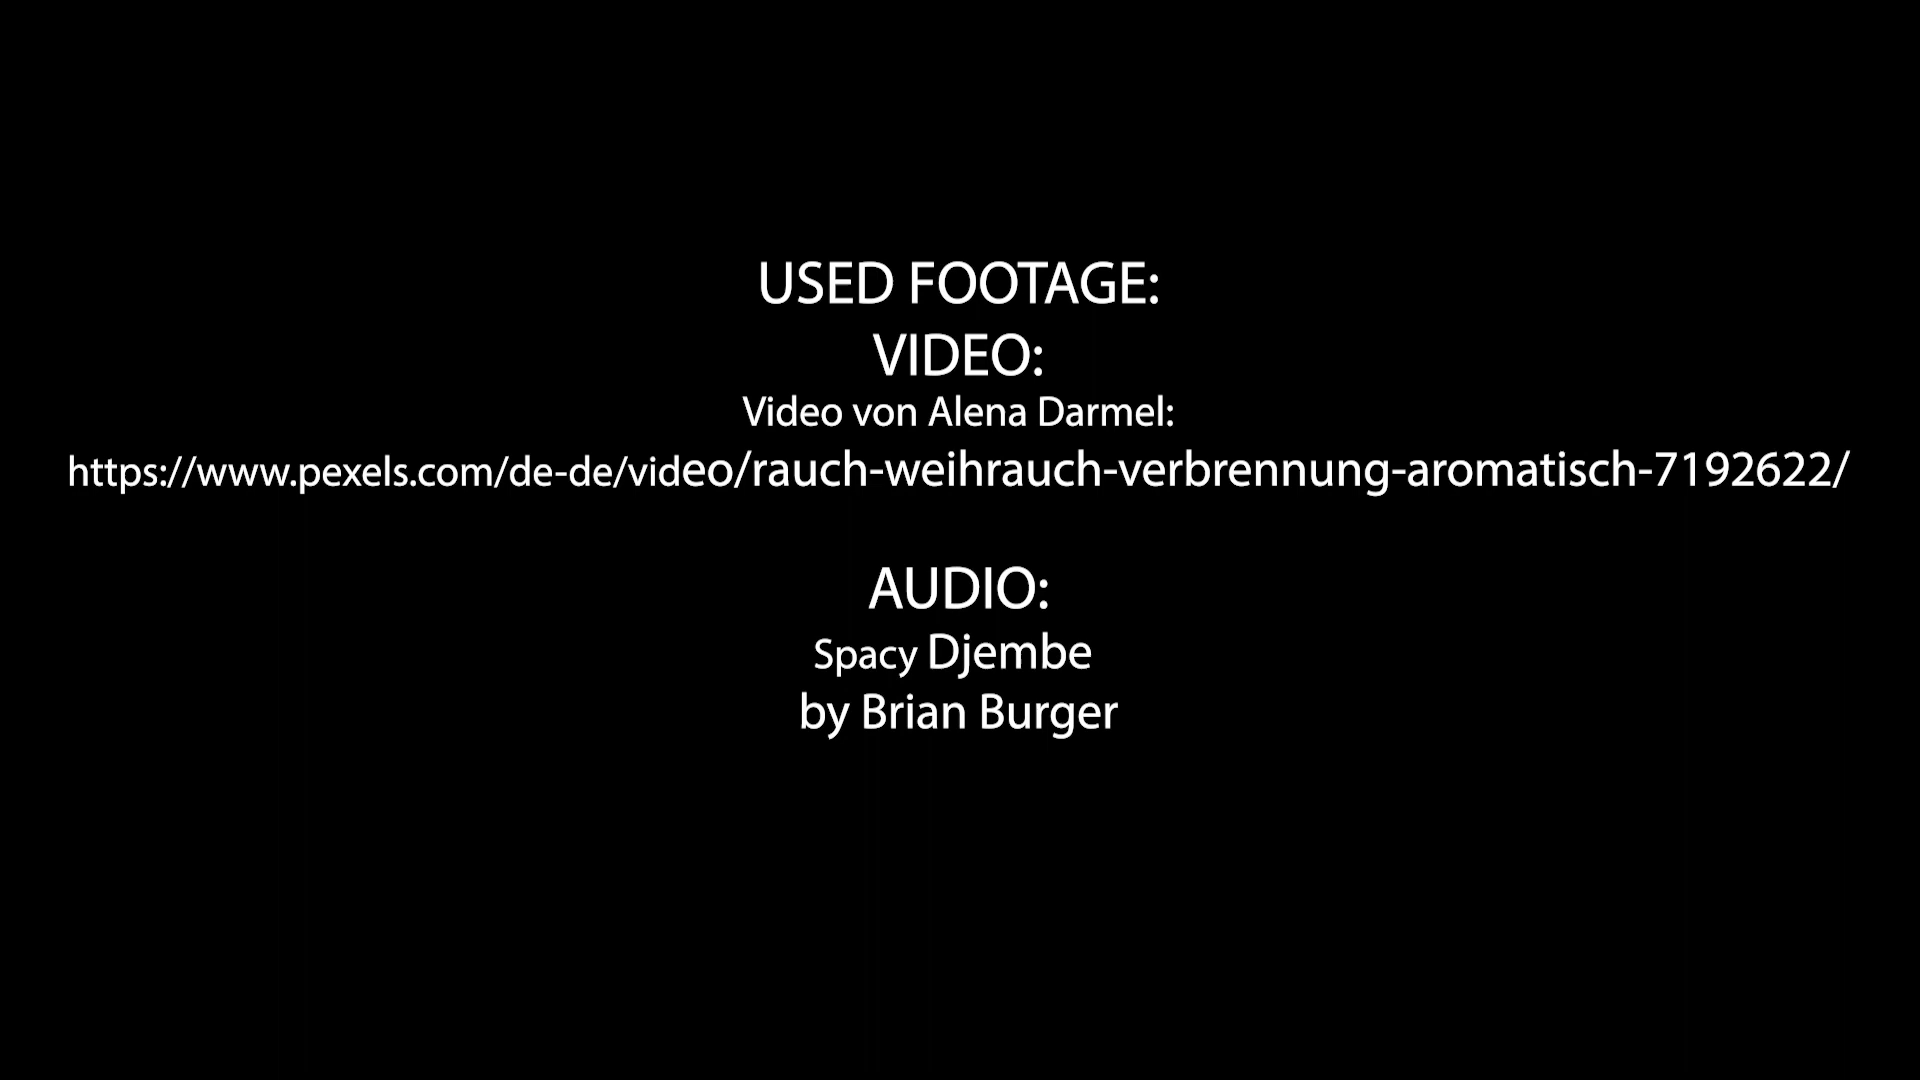 USED FOOTAGE:
VIDEO:
Video von Alena Darmel:
https://www.pexels.com/de-de/video/rauch-weihrauch-verbrennung-aromatisch-7192622/
AUDIO:
Spacy Djembe
by Brian Burger